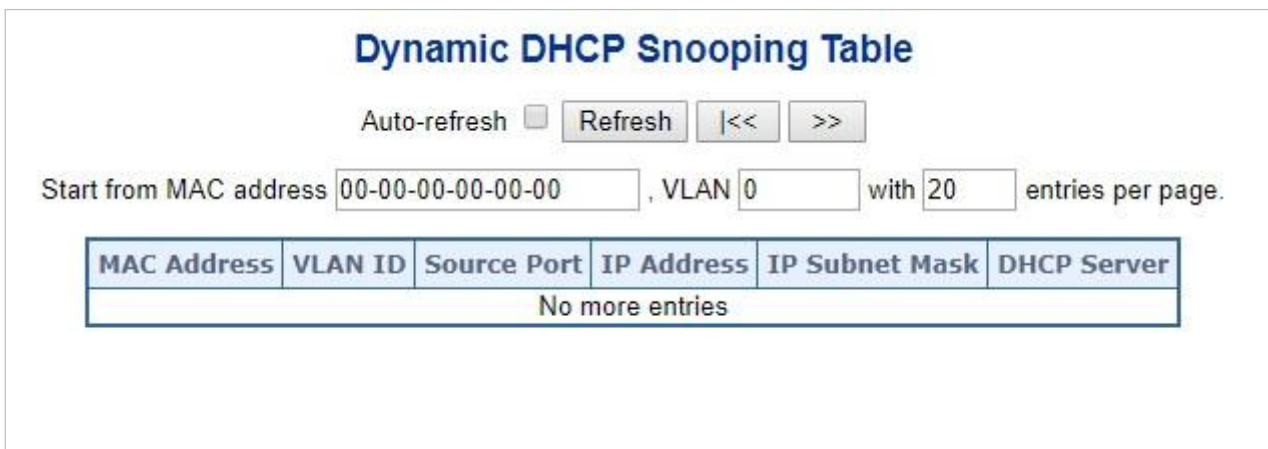 Dynamic DHCP Snooping Table
Auto-refresh Refresh |<< >>
Start from MAC address 00-00-00-00-00-00 , VLAN 0 with 20 entries per page.
MAC Address VLAN ID Source Port IP Address IP Subnet Mask DHCP Server
No more entries